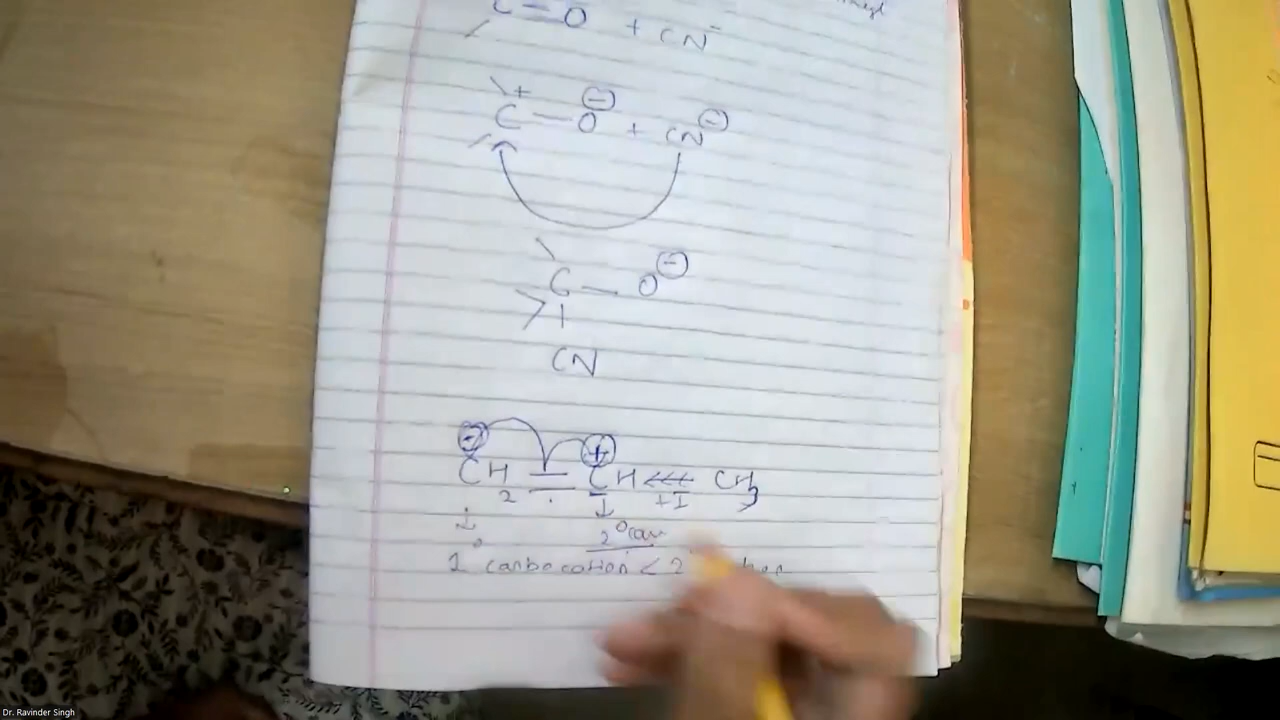 C = O + CN⁻
+ ⊖ ⊖
C — O + CN
⊖
C — O
CN
⊖ ⊕
CH₂ = CH ← CH₃
+I
2° car
1° carbocation < 2°
Dr. Ravinder Singh